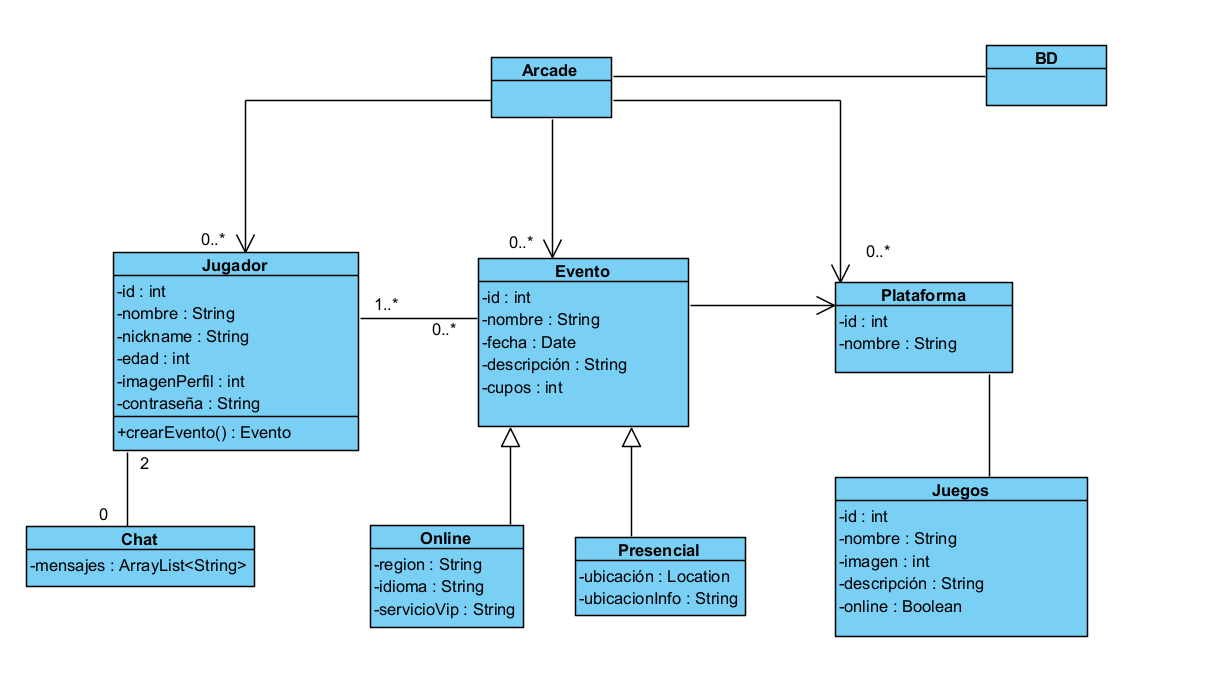 Arcade
BD
0..*
0..*
0..*
Jugador
-id : int
-nombre : String
-nickname : String
-edad : int
-imagenPerfil : int
-contraseña : String
+crearEvento() : Evento
1..*
0..*
Evento
-id : int
-nombre : String
-fecha : Date
-descripción : String
-cupos : int
Plataforma
-id : int
-nombre : String
2
0
Chat
-mensajes : ArrayList<String>
Online
-region : String
-idioma : String
-servicioVip : String
Presencial
-ubicación : Location
-ubicacionInfo : String
Juegos
-id : int
-nombre : String
-imagen : int
-descripción : String
-online : Boolean